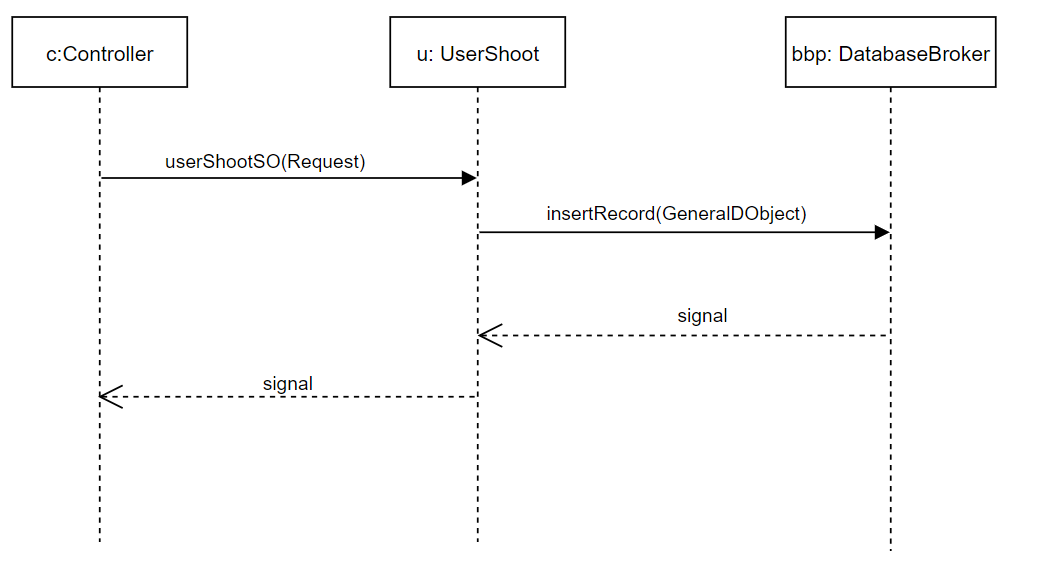 c:Controller
u: UserShoot
bbp: DatabaseBroker
userShootSO(Request)
insertRecord(GeneralDObject)
signal
signal